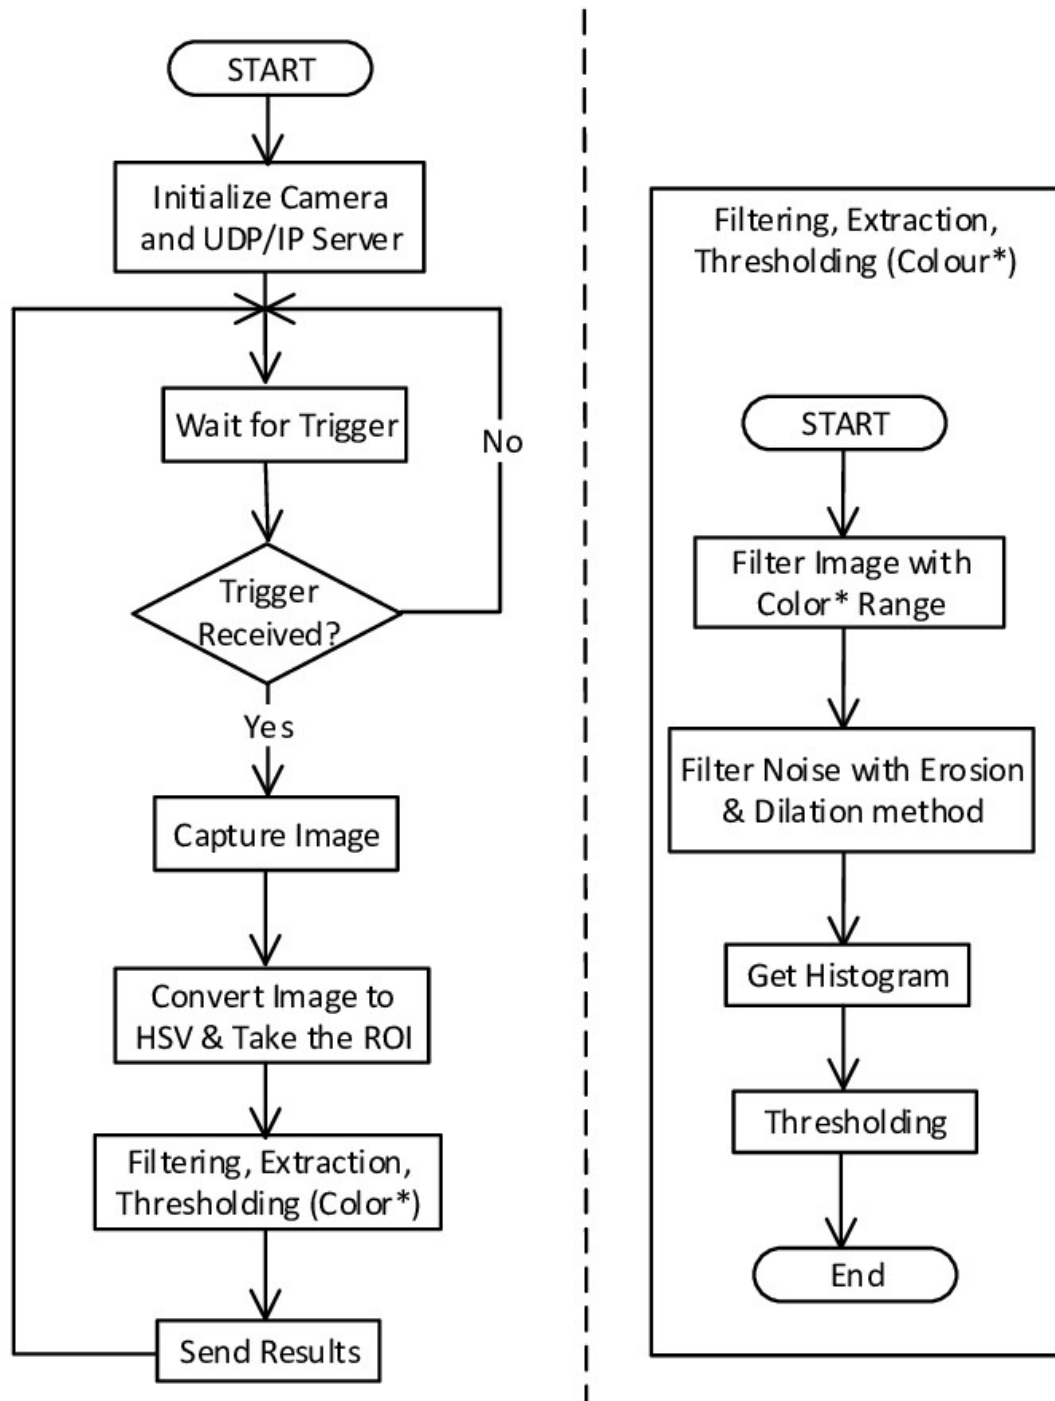 START
Initialize Camera
and UDP/IP Server
Wait for Trigger
No
Trigger
Received?
Yes
Capture Image
Convert Image to
HSV & Take the ROI
Filtering, Extraction,
Thresholding (Color*)
Send Results
Filtering, Extraction,
Thresholding (Colour*)
START
Filter Image with
Color* Range
Filter Noise with Erosion
& Dilation method
Get Histogram
Thresholding
End